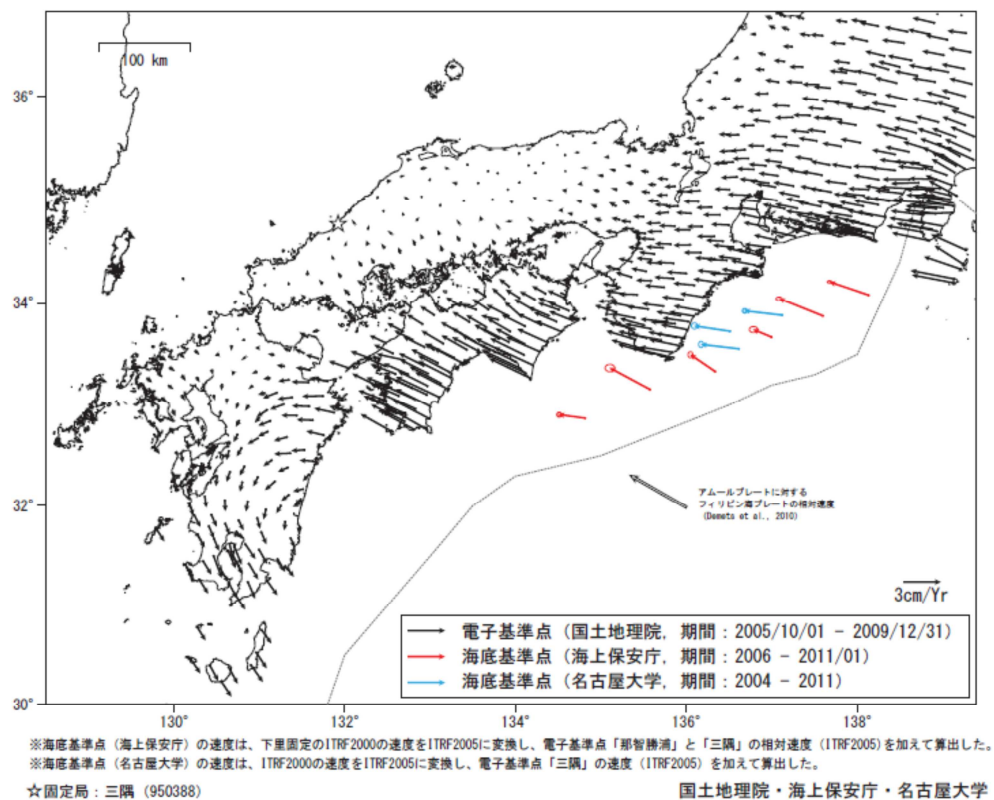 100 km
36°
34°
32°
30°
130°
132°
134°
136°
138°
アムールプレートに対する
フィリピン海プレートの相対速度
(Demets et al., 2010)
3cm/Yr
電子基準点（国土地理院, 期間：2005/10/01 － 2009/12/31）
海底基準点（海上保安庁, 期間：2006 － 2011/01）
海底基準点（名古屋大学, 期間：2004 － 2011）
※海底基準点（海上保安庁）の速度は、下里固定のITRF2000の速度をITRF2005に変換し、電子基準点「那智勝浦」と「三隅」の相対速度（ITRF2005）を加えて算出した。
※海底基準点（名古屋大学）の速度は、ITRF2000の速度をITRF2005に変換し、電子基準点「三隅」の速度（ITRF2005）を加えて算出した。
☆固定局：三隅（950388）
国土地理院・海上保安庁・名古屋大学